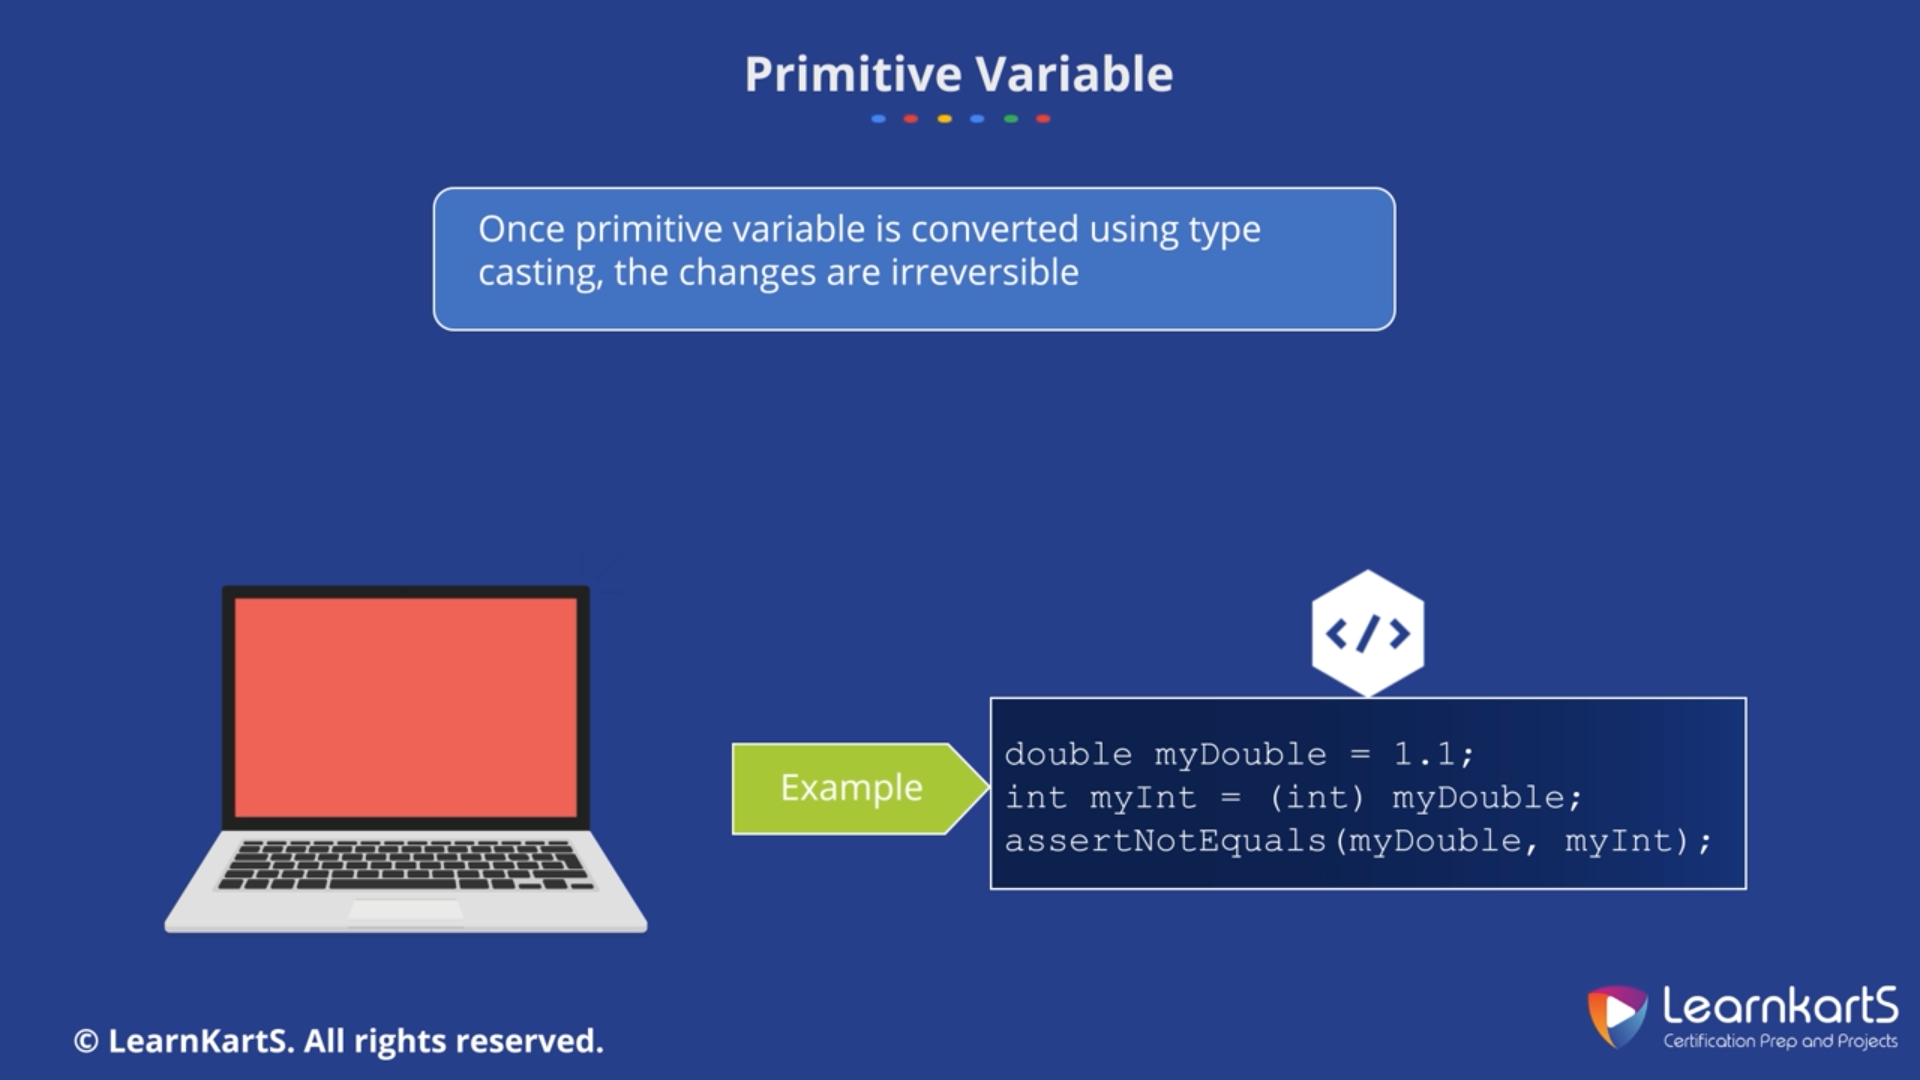 Primitive Variable
Once primitive variable is converted using type
casting, the changes are irreversible
</>
Example
double myDouble = 1.1;
int myInt = (int) myDouble;
assertNotEquals(myDouble, myInt);
© LearnKartS. All rights reserved.
LearnkartS
Certification Prep and Projects